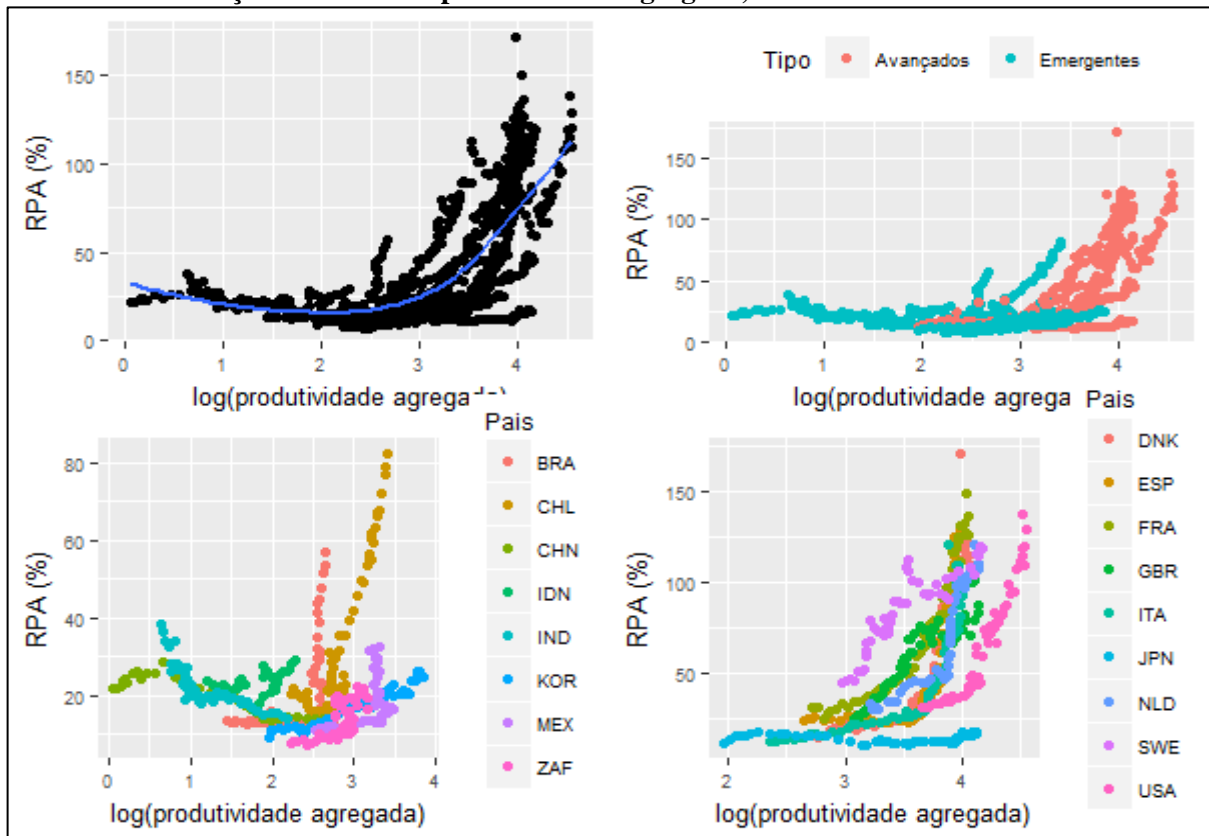 RPA (%)
150
100
50
0
0 1 2 3 4
log(produtividade agregada)
Tipo Avançados Emergentes
RPA (%)
150
100
50
0
0 1 2 3 4
log(produtividade agrega
RPA (%)
80
60
40
20
0 1 2 3 4
log(produtividade agregada)
Pais
BRA
CHL
CHN
IDN
IND
KOR
MEX
ZAF
RPA (%)
150
100
50
2 3 4
log(produtividade agregada)
Pais
DNK
ESP
FRA
GBR
ITA
JPN
NLD
SWE
USA